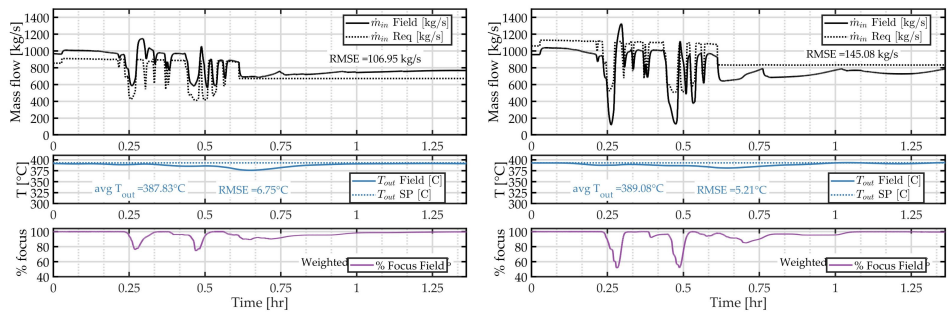 1400
1200
1000
800
600
400
200
0
Mass flow [kg/s]
ṁin Field [kg/s]
ṁin Req [kg/s]
RMSE =106.95 kg/s
0 0.25 0.5 0.75 1 1.25
400
375
350
325
300
T [°C]
avg Tout =387.83°C RMSE =6.75°C
Tout Field [C]
Tout SP [C]
0 0.25 0.5 0.75 1 1.25
100
80
60
40
% focus
Weighted
% Focus Field
0 0.25 0.5 0.75 1 1.25
Time [hr]
1400
1200
1000
800
600
400
200
0
Mass flow [kg/s]
ṁin Field [kg/s]
ṁin Req [kg/s]
RMSE =145.08 kg/s
0 0.25 0.5 0.75 1 1.25
400
375
350
325
300
T [°C]
avg Tout =389.08°C RMSE =5.21°C
Tout Field [C]
Tout SP [C]
0 0.25 0.5 0.75 1 1.25
100
80
60
40
% focus
Weighted
% Focus Field
0 0.25 0.5 0.75 1 1.25
Time [hr]